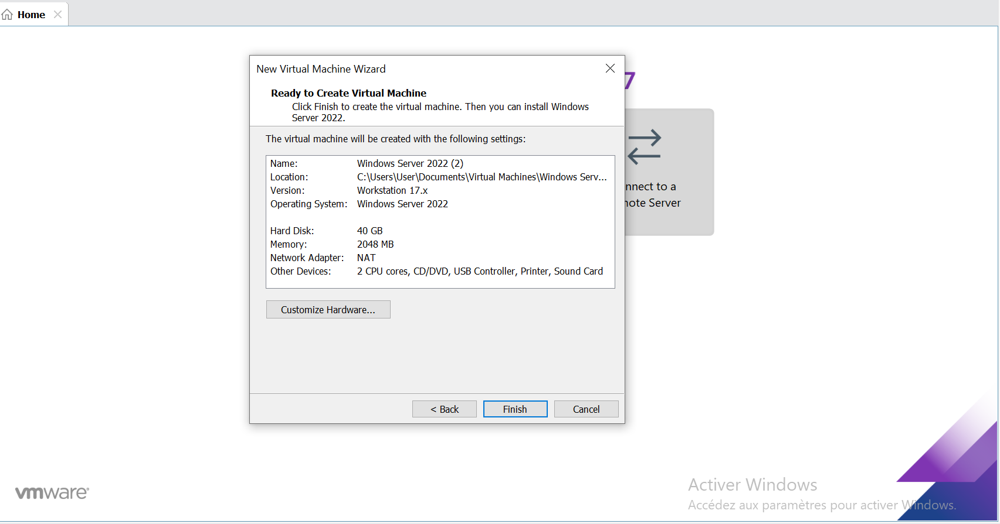 Home
New Virtual Machine Wizard
7
Ready to Create Virtual Machine
Click Finish to create the virtual machine. Then you can install Windows
Server 2022.
The virtual machine will be created with the following settings:
Name: Windows Server 2022 (2)
Location: C:\Users\User\Documents\Virtual Machines\Windows Serv...
Version: Workstation 17.x
Operating System: Windows Server 2022
Hard Disk: 40 GB
Memory: 2048 MB
Network Adapter: NAT
Other Devices: 2 CPU cores, CD/DVD, USB Controller, Printer, Sound Card
nnect to a
note Server
Customize Hardware...
< Back
Finish
Cancel
vmware®
Activer Windows
Accédez aux paramètres pour activer Windows.